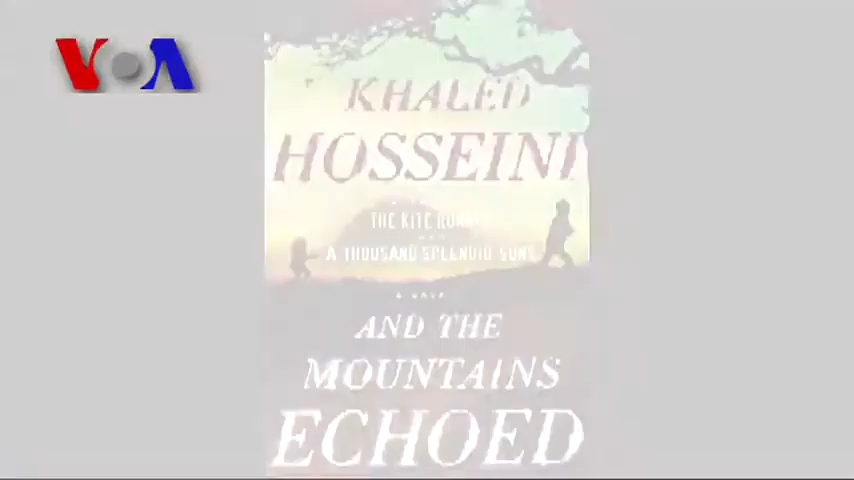 VOA
KHALED
HOSSEINI
THE KITE RUNNER
A THOUSAND SPLENDID SUNS
AND THE
MOUNTAINS
ECHOED